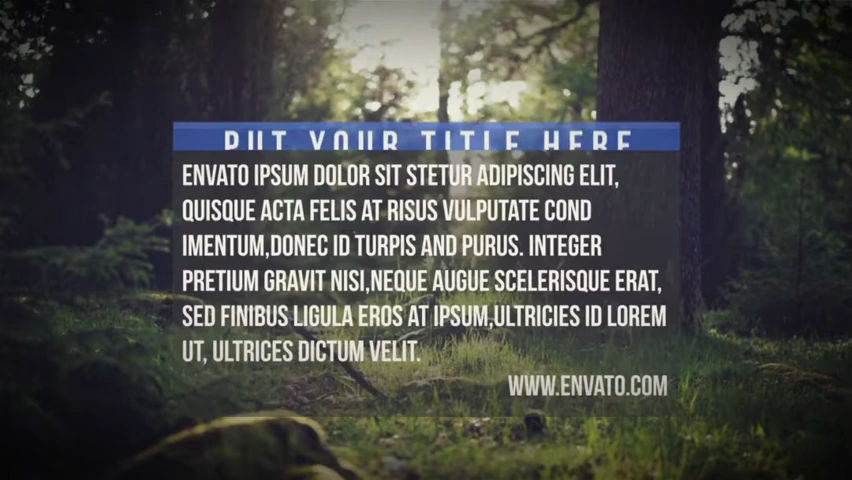 PUT YOUR TITLE HERE
ENVATO IPSUM DOLOR SIT STETUR ADIPISCING ELIT,
QUISQUE ACTA FELIS AT RISUS VULPUTATE COND
IMENTUM,DONEC ID TURPIS AND PURUS. INTEGER
PRETIUM GRAVIT NISI,NEQUE AUGUE SCELERISQUE ERAT,
SED FINIBUS LIGULA EROS AT IPSUM,ULTRICIES ID LOREM
UT, ULTRICES DICTUM VELIT.
WWW.ENVATO.COM